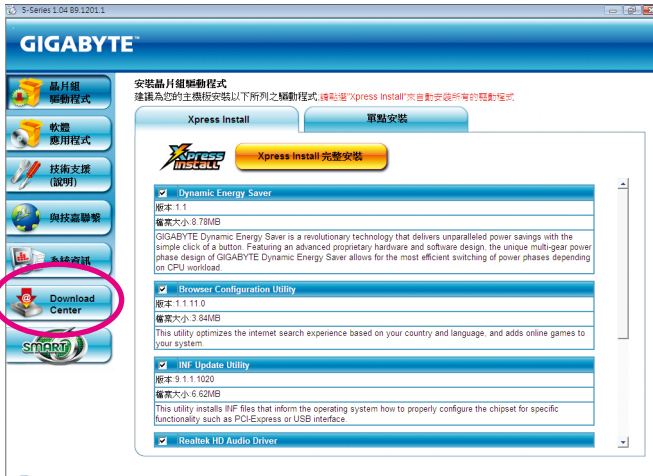 5-Series 1.04 B9.1201.1
GIGABYTE™
晶片組
驅動程式
軟體
應用程式
技術支援
(說明)
與技嘉聯繫
系統資訊
Download
Center
SMART
安裝晶片組驅動程式
建議為您的主機板安裝以下所列之驅動程式;請點選"Xpress Install"來自動安裝所有的驅動程式
Xpress Install
單點安裝
Xpress
INSTALL
Xpress Install 完整安裝
Dynamic Energy Saver
版本:1.1
檔案大小:8.78MB
GIGABYTE Dynamic Energy Saver is a revolutionary technology that delivers unparalleled power savings with the
simple click of a button. Featuring an advanced proprietary hardware and software design, the unique multi-gear power
phase design of GIGABYTE Dynamic Energy Saver allows for the most efficient switching of power phases depending
on CPU workload.
Browser Configuration Utility
版本:1.1.11.0
檔案大小:3.84MB
This utility optimizes the internet search experience based on your country and language, and adds online games to
your system.
INF Update Utility
版本:9.1.1.1020
檔案大小:6.62MB
This utility installs INF files that inform the operating system how to properly configure the chipset for specific
functionality such as PCI-Express or USB interface.
Realtek HD Audio Driver